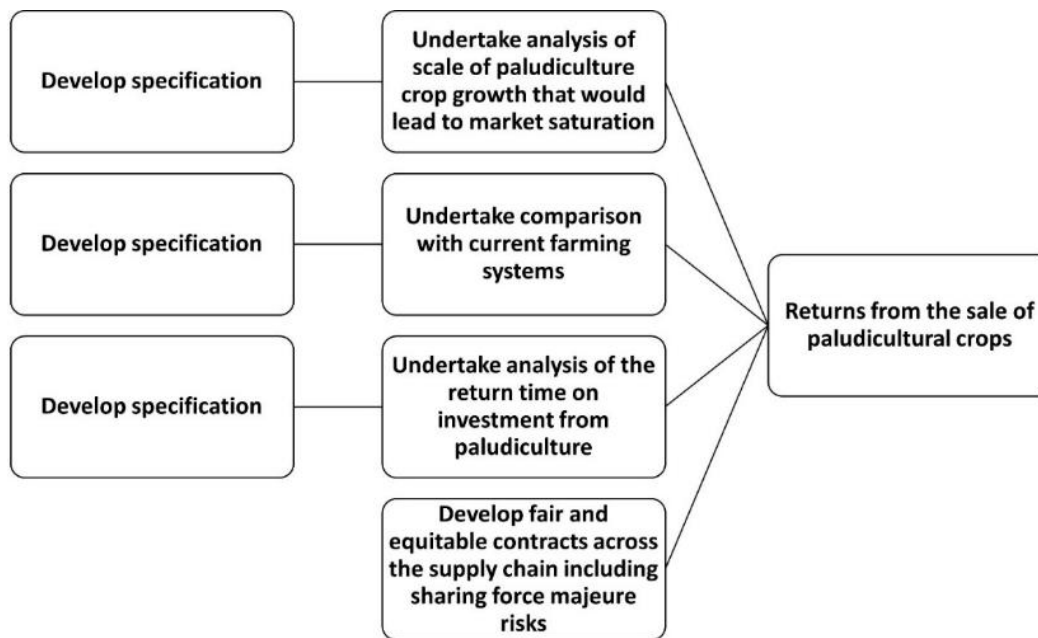 Develop specification
Undertake analysis of
scale of paludiculture
crop growth that would
lead to market saturation
Develop specification
Undertake comparison
with current farming
systems
Returns from the sale of
paludicultural crops
Develop specification
Undertake analysis of the
return time on
investment from
paludiculture
Develop fair and
equitable contracts across
the supply chain including
sharing force majeure
risks